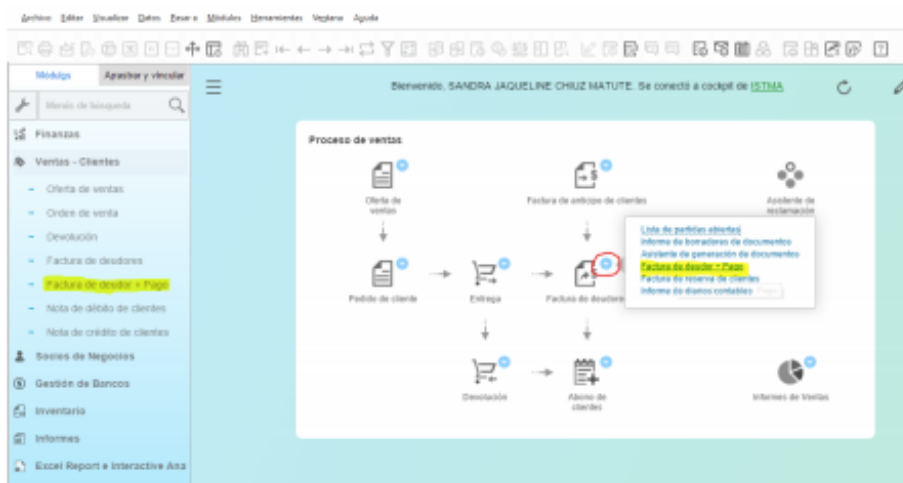 Archivo Editar Visualizar Datos Pasar a Módulos Herramientas Ventana Ayuda
Módulos
Arrastrar y vincular
Menús de búsqueda
Finanzas
Ventas - Clientes
Oferta de ventas
Orden de venta
Devolución
Factura de deudores
Factura de deudor + Pago
Nota de débito de clientes
Nota de crédito de clientes
Socios de Negocios
Gestión de Bancos
Inventario
Informes
Excel Report e Interactive Ana
Bienvenido, SANDRA JAQUELINE CHIUZ MATUTE. Se conectó a cockpit de ISTMA.
Proceso de ventas
Oferta de
ventas
Factura de anticipo de clientes
Asistente de
reclamación
Lista de partidas abiertas
Informe de borradores de documentos
Asistente de generación de documentos
Factura de deudor + Pago
Factura de reserva de clientes
Informe de diarios contables
Pedido de cliente
Entrega
Factura de deudores
Devolución
Abono de
clientes
Informes de Ventas